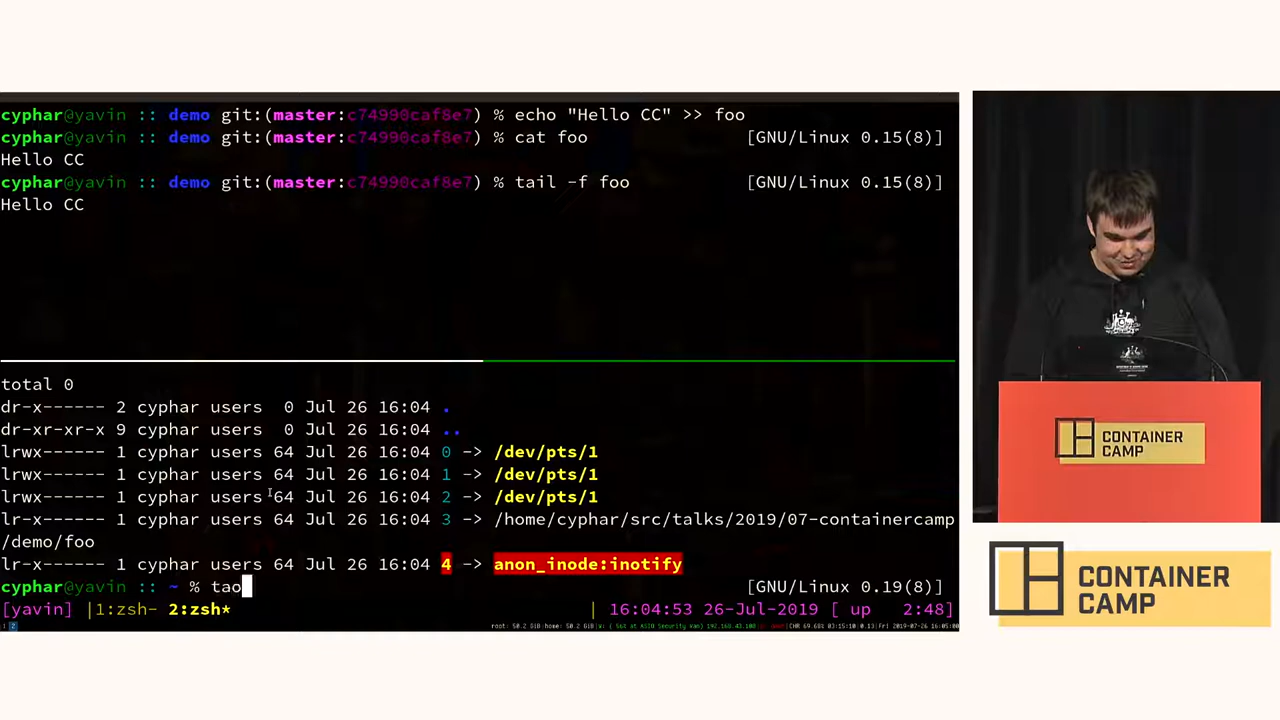 cyphar@yavin :: demo git:(master:c74990caf8e7) % echo "Hello CC" >> foo
cyphar@yavin :: demo git:(master:c74990caf8e7) % cat foo [GNU/Linux 0.15(8)]
Hello CC
cyphar@yavin :: demo git:(master:c74990caf8e7) % tail -f foo [GNU/Linux 0.15(8)]
Hello CC
total 0
dr-x------ 2 cyphar users 0 Jul 26 16:04 .
dr-xr-xr-x 9 cyphar users 0 Jul 26 16:04 ..
lrwx------ 1 cyphar users 64 Jul 26 16:04 0 -> /dev/pts/1
lrwx------ 1 cyphar users 64 Jul 26 16:04 1 -> /dev/pts/1
lrwx------ 1 cyphar users 64 Jul 26 16:04 2 -> /dev/pts/1
lr-x------ 1 cyphar users 64 Jul 26 16:04 3 -> /home/cyphar/src/talks/2019/07-containercamp
/demo/foo
lr-x------ 1 cyphar users 64 Jul 26 16:04 4 -> anon_inode:inotify
cyphar@yavin :: ~ % tao [GNU/Linux 0.19(8)]
[yavin] |1:zsh- 2:zsh* | 16:04:53 26-Jul-2019 [ up 2:48]
CONTAINER
CAMP
CONTAINER
CAMP